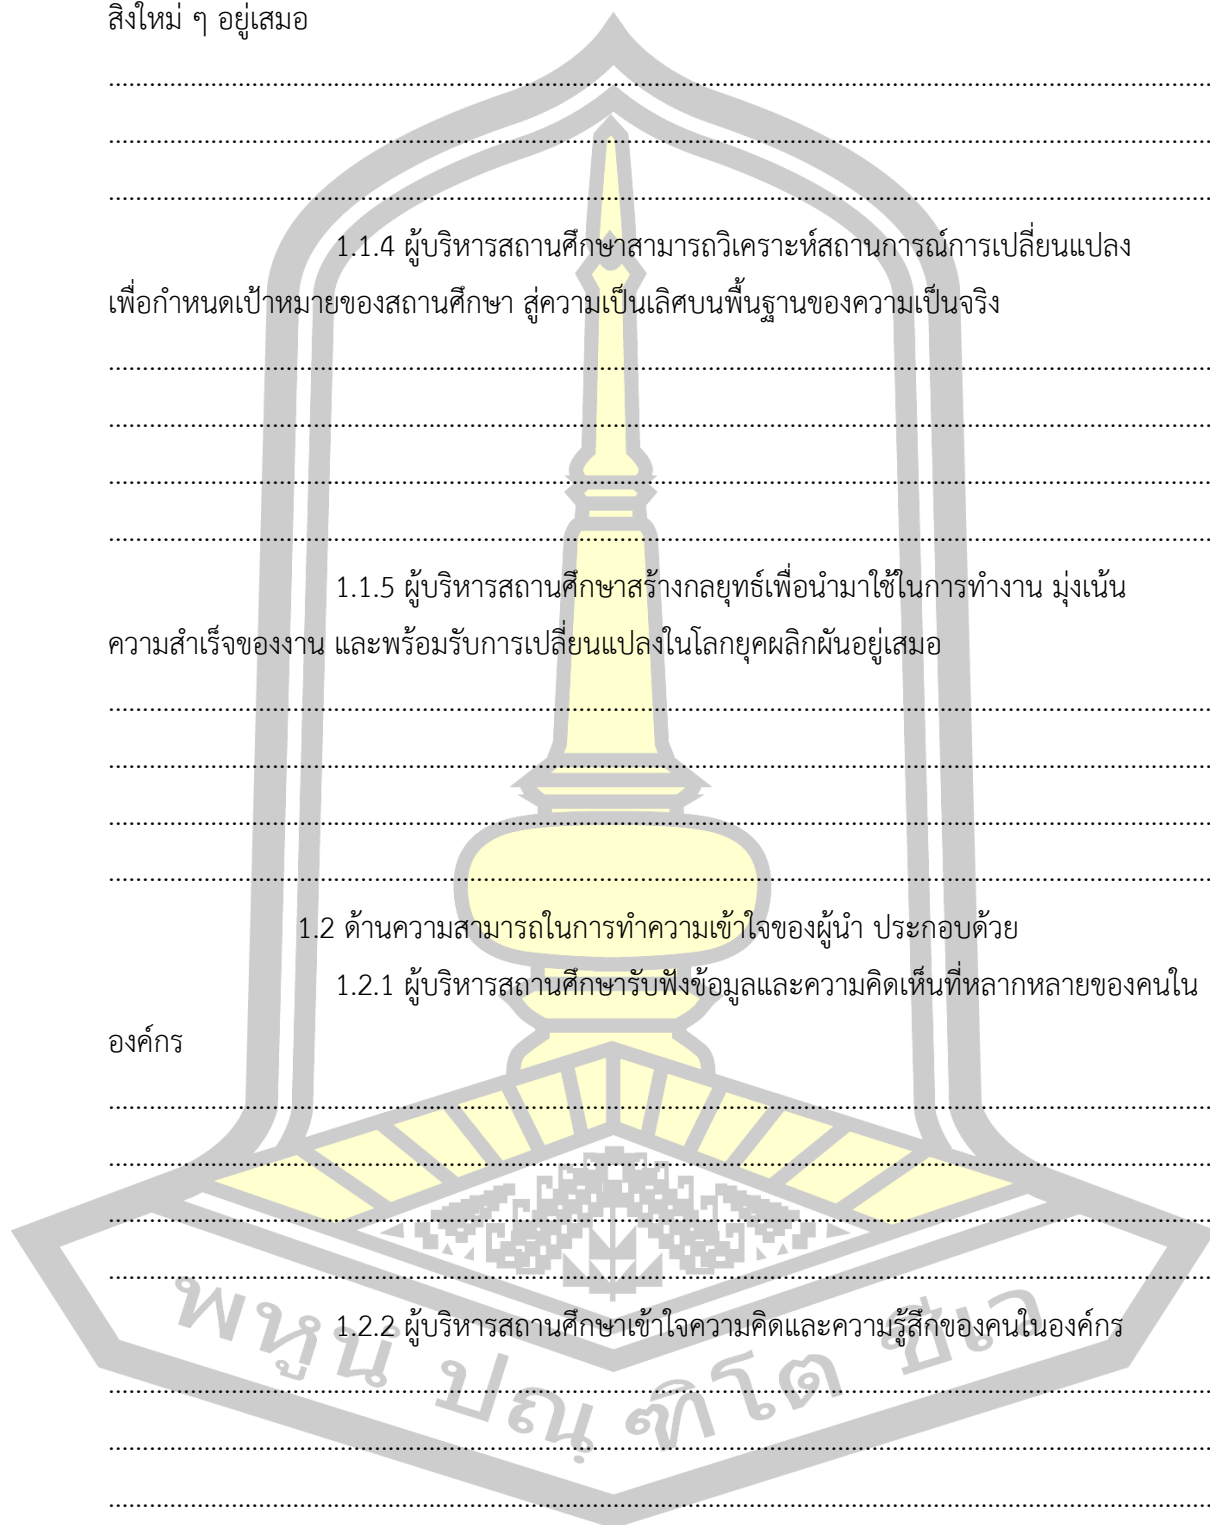 สิ่งใหม่ ๆ อยู่เสมอ
................................................................................
................................................................................
................................................................................
1.1.4 ผู้บริหารสถานศึกษาสามารถวิเคราะห์สถานการณ์การเปลี่ยนแปลง
เพื่อกำหนดเป้าหมายของสถานศึกษา สู่ความเป็นเลิศบนพื้นฐานของความเป็นจริง
................................................................................
................................................................................
................................................................................
................................................................................
1.1.5 ผู้บริหารสถานศึกษาสร้างกลยุทธ์เพื่อนำมาใช้ในการทำงาน มุ่งเน้น
ความสำเร็จของงาน และพร้อมรับการเปลี่ยนแปลงในโลกยุคผลิกผันอยู่เสมอ
................................................................................
................................................................................
................................................................................
................................................................................
1.2 ด้านความสามารถในการทำความเข้าใจของผู้นำ ประกอบด้วย
1.2.1 ผู้บริหารสถานศึกษารับฟังข้อมูลและความคิดเห็นที่หลากหลายของคนใน
องค์กร
................................................................................
................................................................................
................................................................................
................................................................................
1.2.2 ผู้บริหารสถานศึกษาเข้าใจความคิดและความรู้สึกของคนในองค์กร
................................................................................
................................................................................
................................................................................
พหูน ปณฺ ฑิโต ชีเว